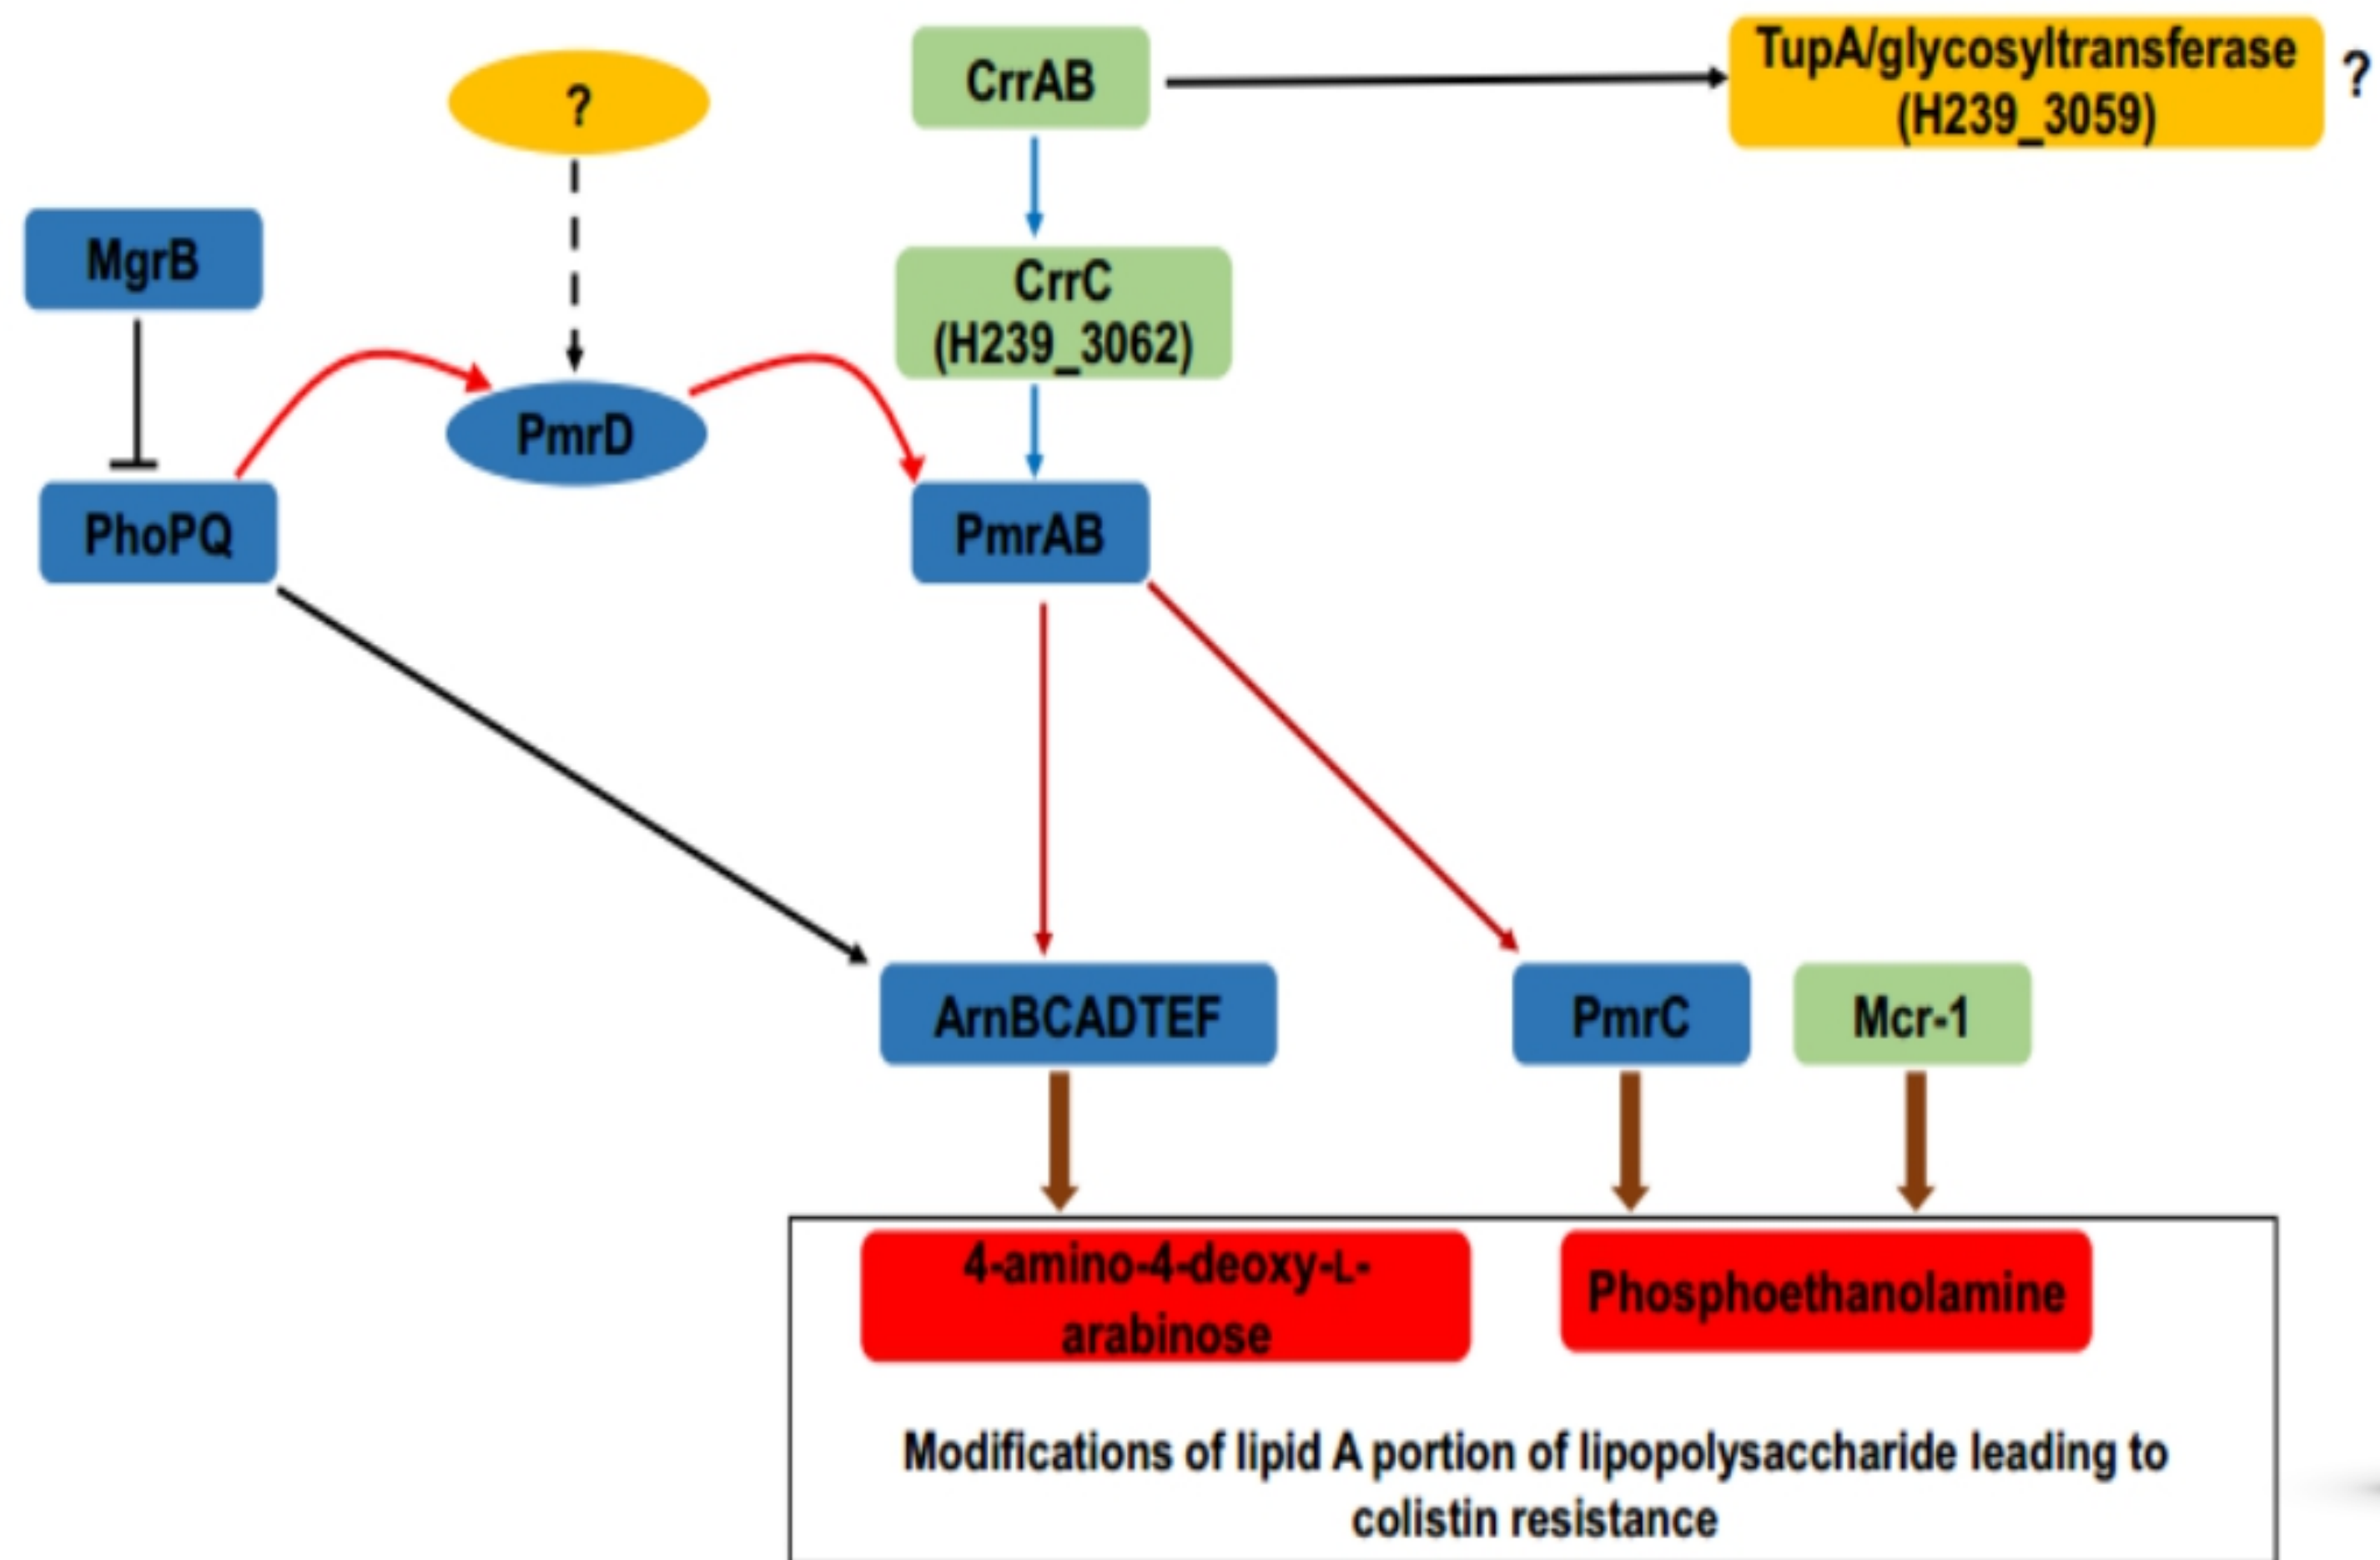 CrrAB
TupA/glycosyltransferase
(H239_3059)
?
?
MgrB
CrrC
(H239_3062)
PmrD
PhoPQ
PmrAB
ArnBCADTEF
PmrC
Mcr-1
4-amino-4-deoxy-L-
arabinose
Phosphoethanolamine
Modifications of lipid A portion of lipopolysaccharide leading to
colistin resistance